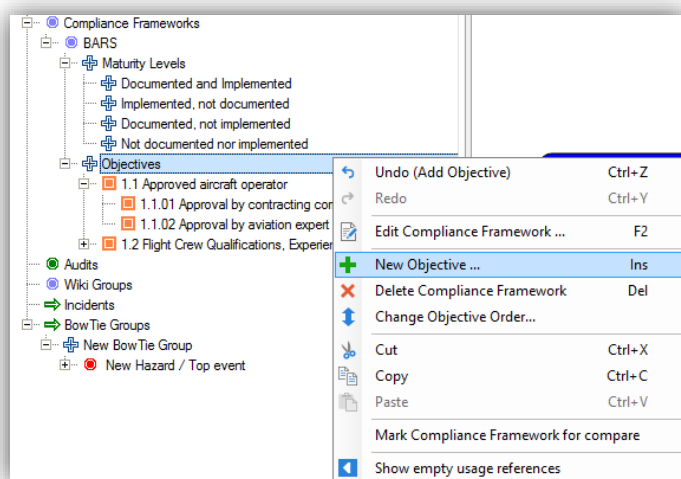 Compliance Frameworks
BARS
Maturity Levels
Documented and Implemented
Implemented, not documented
Documented, not implemented
Not documented nor implemented
Objectives
1.1 Approved aircraft operator
1.1.01 Approval by contracting
1.1.02 Approval by aviation expert
1.2 Flight Crew Qualifications,
Audits
Wiki Groups
Incidents
BowTie Groups
New BowTie Group
New Hazard / Top event
Undo (Add Objective) Ctrl+Z
Redo Ctrl+Y
Edit Compliance Framework ... F2
New Objective ... Ins
Delete Compliance Framework Del
Change Objective Order...
Cut Ctrl+X
Copy Ctrl+C
Paste Ctrl+V
Mark Compliance Framework for compare
Show empty usage references